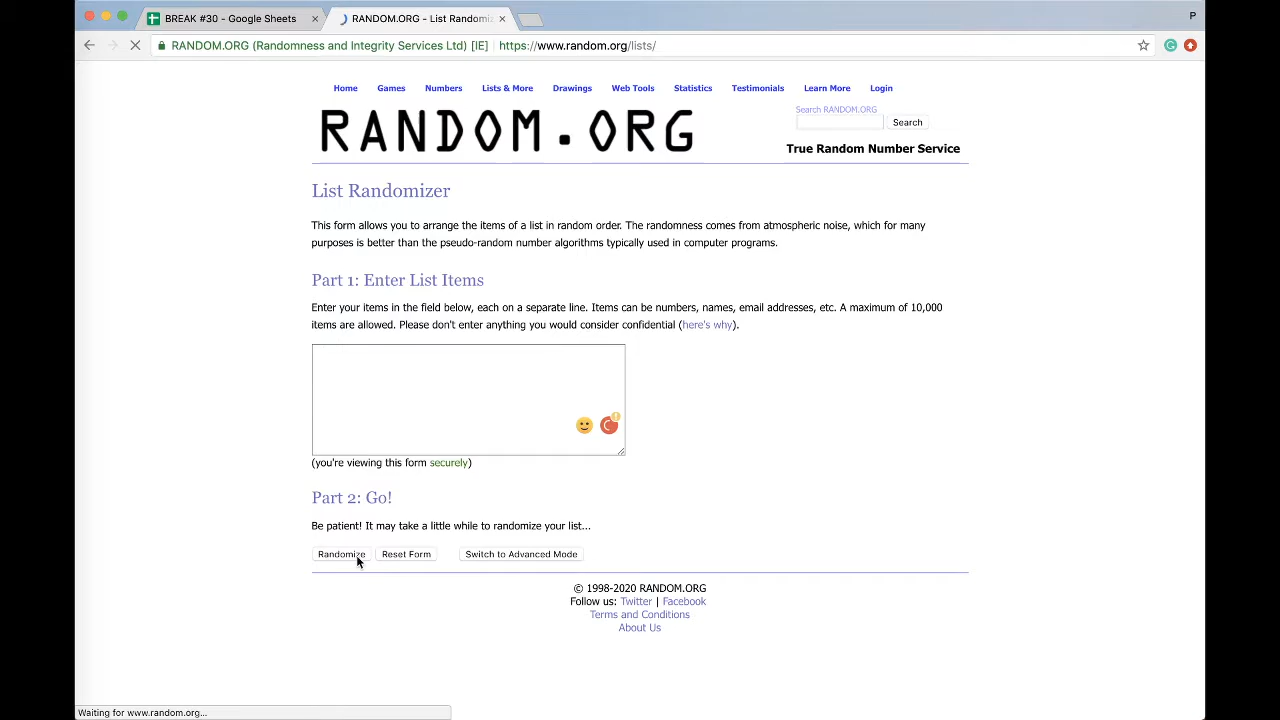 BREAK #30 - Google Sheets
RANDOM.ORG - List Randomiz
P
RANDOM.ORG (Randomness and Integrity Services Ltd) [IE] https://www.random.org/lists/
Home Games Numbers Lists & More Drawings Web Tools Statistics Testimonials Learn More Login
RANDOM.ORG
Search RANDOM.ORG
Search
True Random Number Service
List Randomizer
This form allows you to arrange the items of a list in random order. The randomness comes from atmospheric noise, which for many
purposes is better than the pseudo-random number algorithms typically used in computer programs.
Part 1: Enter List Items
Enter your items in the field below, each on a separate line. Items can be numbers, names, email addresses, etc. A maximum of 10,000
items are allowed. Please don't enter anything you would consider confidential (here's why).
(you're viewing this form securely)
Part 2: Go!
Be patient! It may take a little while to randomize your list...
Randomize Reset Form Switch to Advanced Mode
© 1998-2020 RANDOM.ORG
Follow us: Twitter | Facebook
Terms and Conditions
About Us
Waiting for www.random.org...